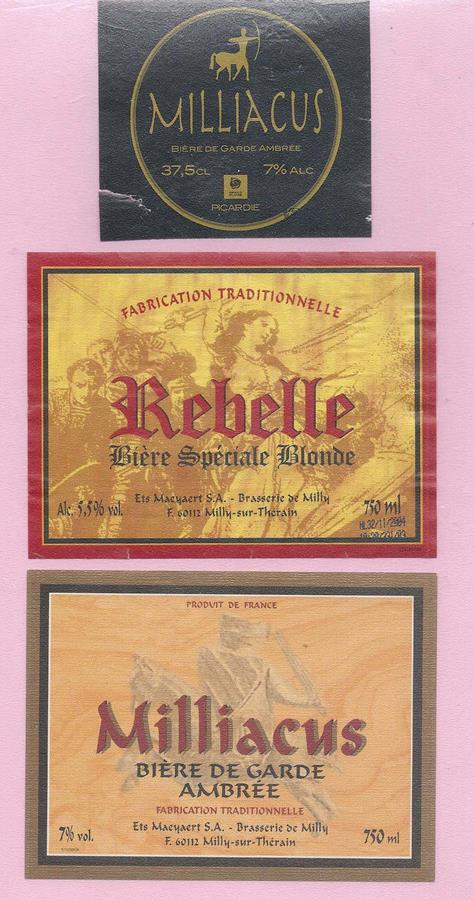 MILLIACUS
BIÈRE DE GARDE AMBRÉE
37,5CL 7% ALC
PICARDIE
FABRICATION TRADITIONNELLE
Rebelle
Bière Spéciale Blonde
Alc. 5,5% vol. Ets Maeyaert S.A. - Brasserie de Milly 750 ml
F. 60112 Milly-sur-Thérain
PRODUIT DE FRANCE
Milliacus
BIÈRE DE GARDE
AMBRÉE
FABRICATION TRADITIONNELLE
7% vol. Ets Maeyaert S.A. - Brasserie de Milly 750 ml
F. 60112 Milly-sur-Thérain